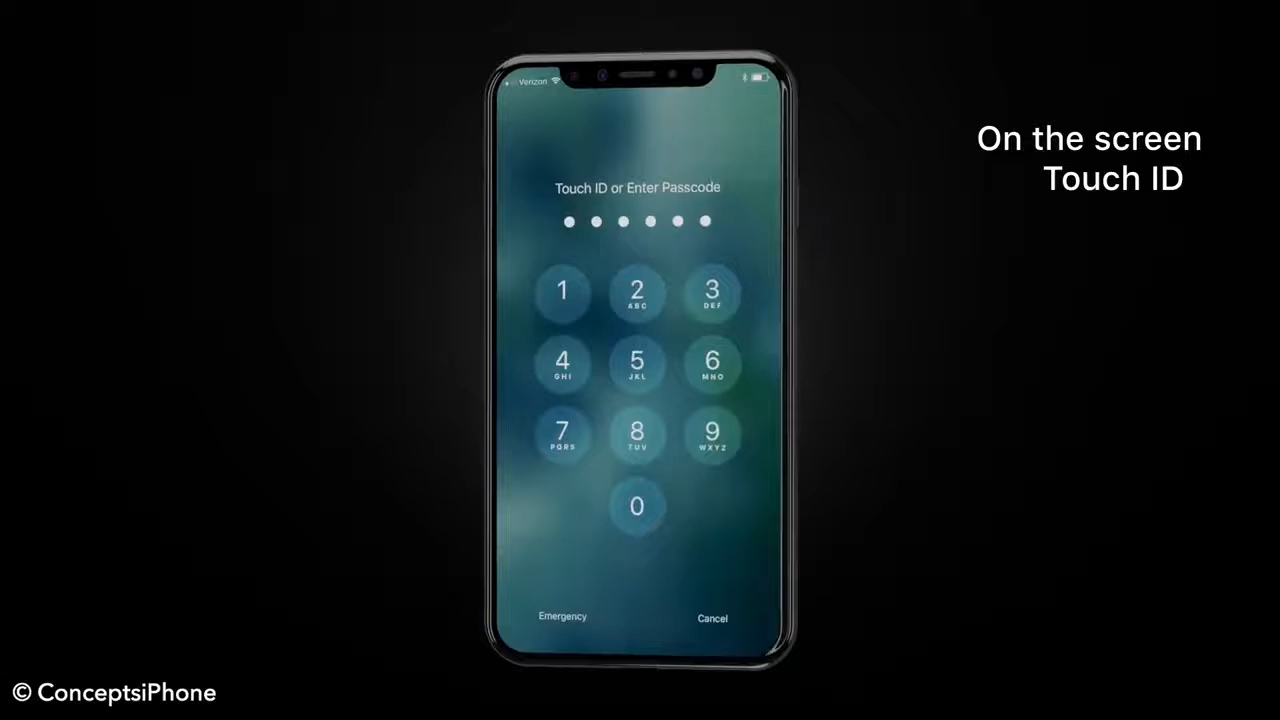 Verizon
On the screen
Touch ID
Touch ID or Enter Passcode
1 2 3
ABC DEF
4 5 6
GHI JKL MNO
7 8 9
PQRS TUV WXYZ
0
Emergency Cancel
© ConceptsiPhone